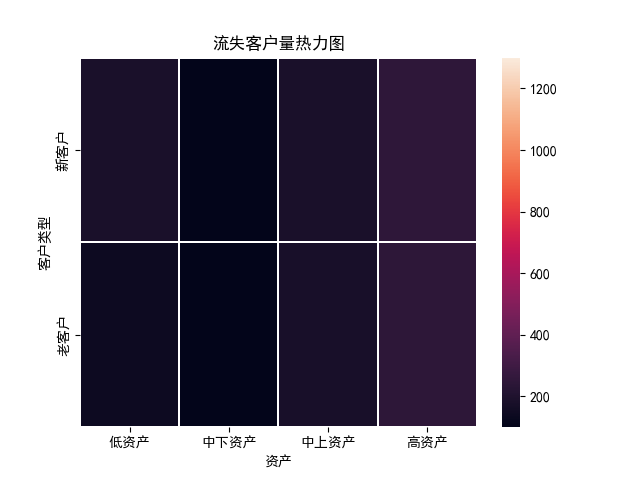 流失客户量热力图
新客户
老客户
客户类型
低资产
中下资产
中上资产
高资产
资产
1200
1000
800
600
400
200